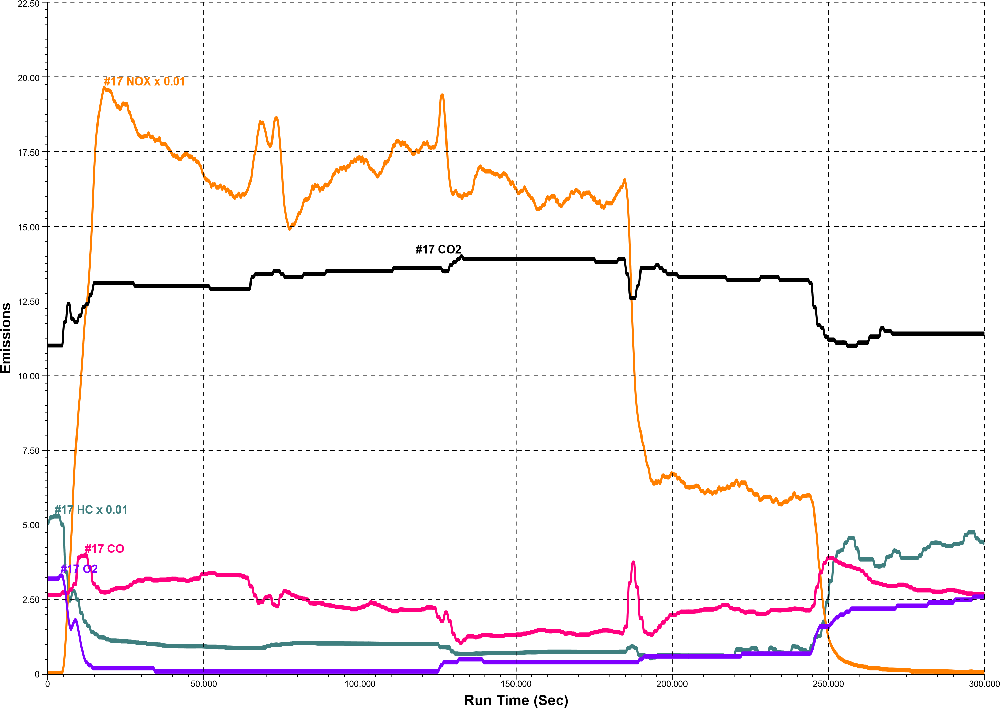 22.50
20.00
#17 NOX x 0.01
17.50
15.00
#17 CO2
12.50
Emissions
10.00
7.50
#17 HC x 0.01
5.00
#17 CO
#17 O2
2.50
0
0 50.000 100.000 150.000 200.000 250.000 300.000
Run Time (Sec)